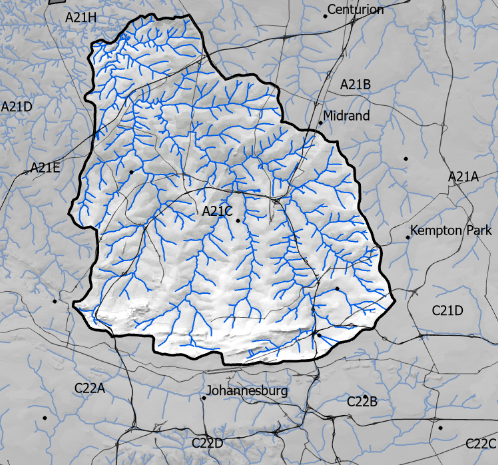 Centurion
A21H
A21B
A21D
Midrand
A21E
A21A
A21C
Kempton Park
C21D
C22A
Johannesburg
C22B
C22D
C22C